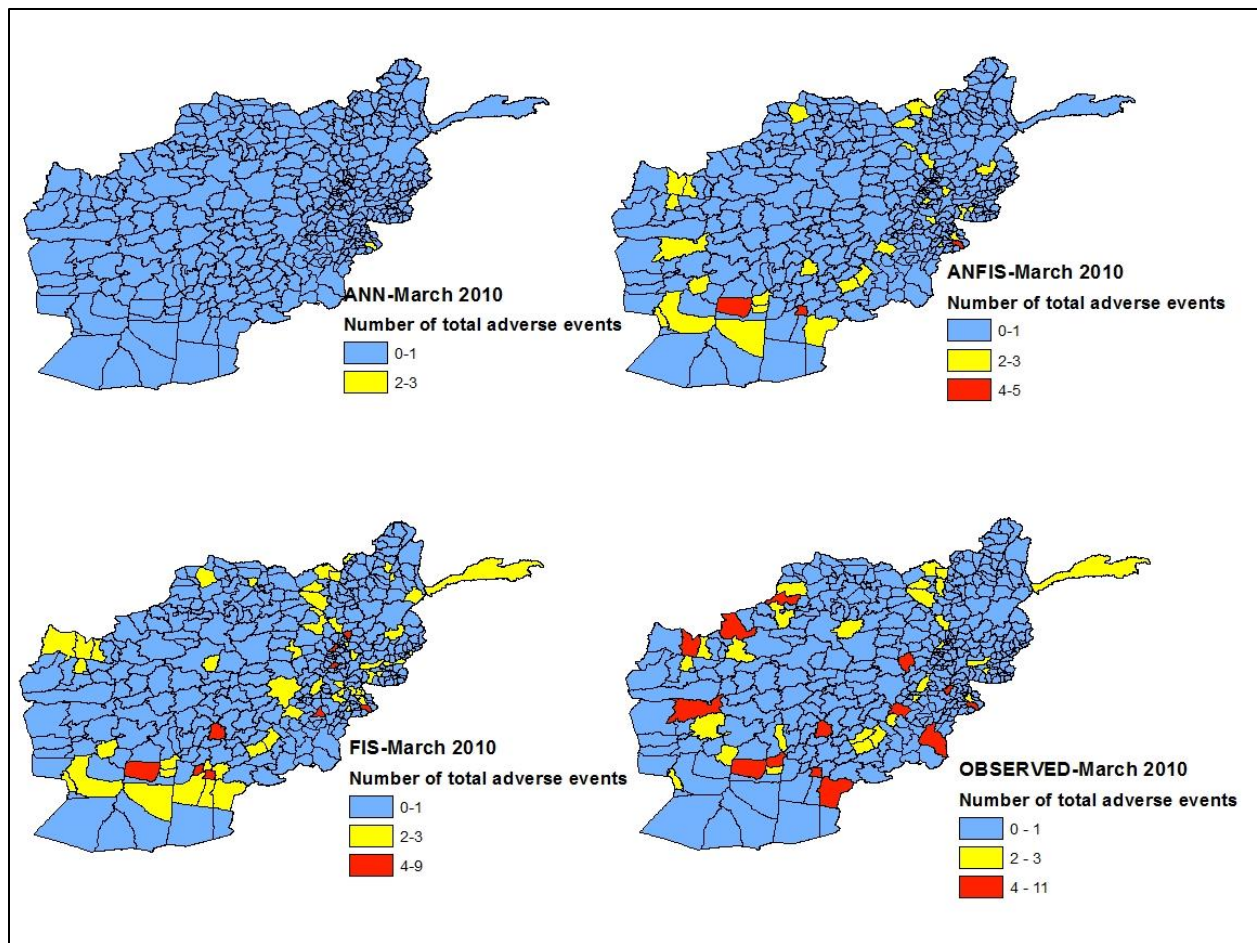 ANN-March 2010
Number of total adverse events
0-1
2-3
ANFIS-March 2010
Number of total adverse events
0-1
2-3
4-5
FIS-March 2010
Number of total adverse events
0-1
2-3
4-9
OBSERVED-March 2010
Number of total adverse events
0 - 1
2 - 3
4 - 11